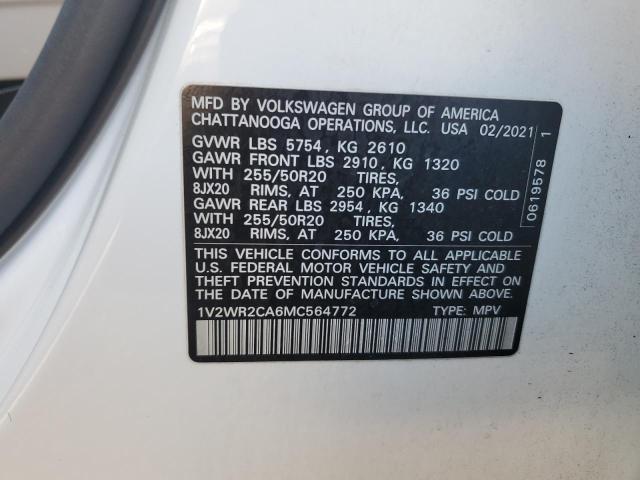 MFD BY VOLKSWAGEN GROUP OF AMERICA
CHATTANOOGA OPERATIONS, LLC. USA 02/2021
GVWR LBS 5754, KG 2610
GAWR FRONT LBS 2910, KG 1320
WITH 255/50R20 TIRES,
8JX20 RIMS, AT 250 KPA, 36 PSI COLD
GAWR REAR LBS 2954, KG 1340
WITH 255/50R20 TIRES,
8JX20 RIMS, AT 250 KPA, 36 PSI COLD
THIS VEHICLE CONFORMS TO ALL APPLICABLE
U.S. FEDERAL MOTOR VEHICLE SAFETY AND
THEFT PREVENTION STANDARDS IN EFFECT ON THE
DATE OF MANUFACTURE SHOWN ABOVE.
1V2WR2CA6MC564772 TYPE: MPV
0619578 1